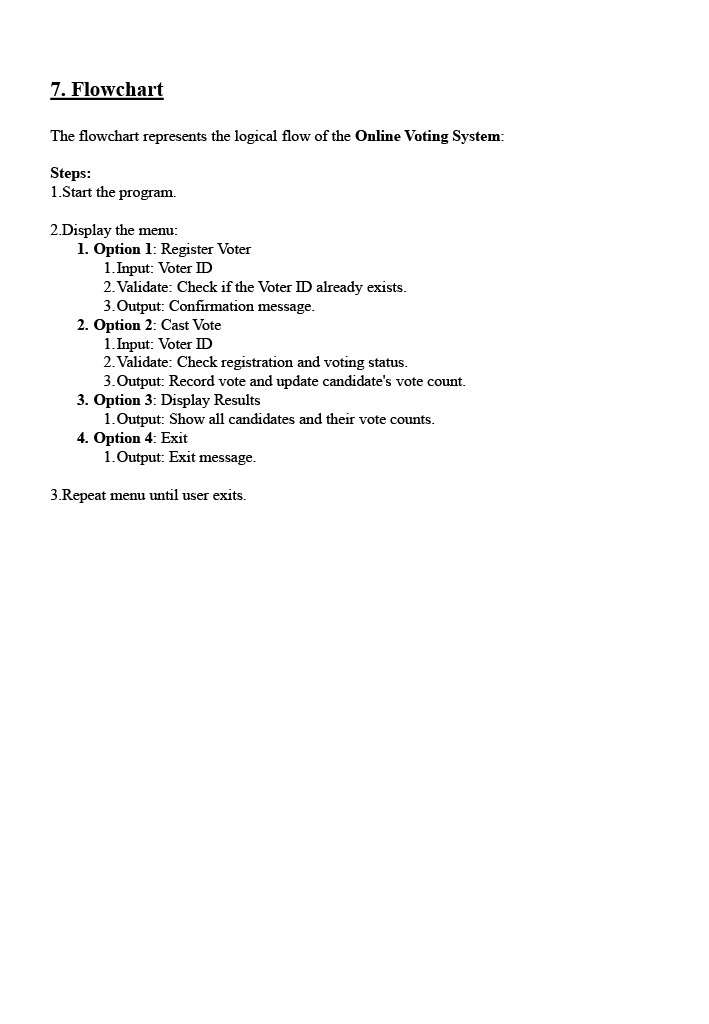 7. Flowchart
The flowchart represents the logical flow of the Online Voting System:
Steps:
1.Start the program.
2.Display the menu:
1. Option 1: Register Voter
1.Input: Voter ID
2.Validate: Check if the Voter ID already exists.
3.Output: Confirmation message.
2. Option 2: Cast Vote
1.Input: Voter ID
2.Validate: Check registration and voting status.
3.Output: Record vote and update candidate's vote count.
3. Option 3: Display Results
1.Output: Show all candidates and their vote counts.
4. Option 4: Exit
1.Output: Exit message.
3.Repeat menu until user exits.